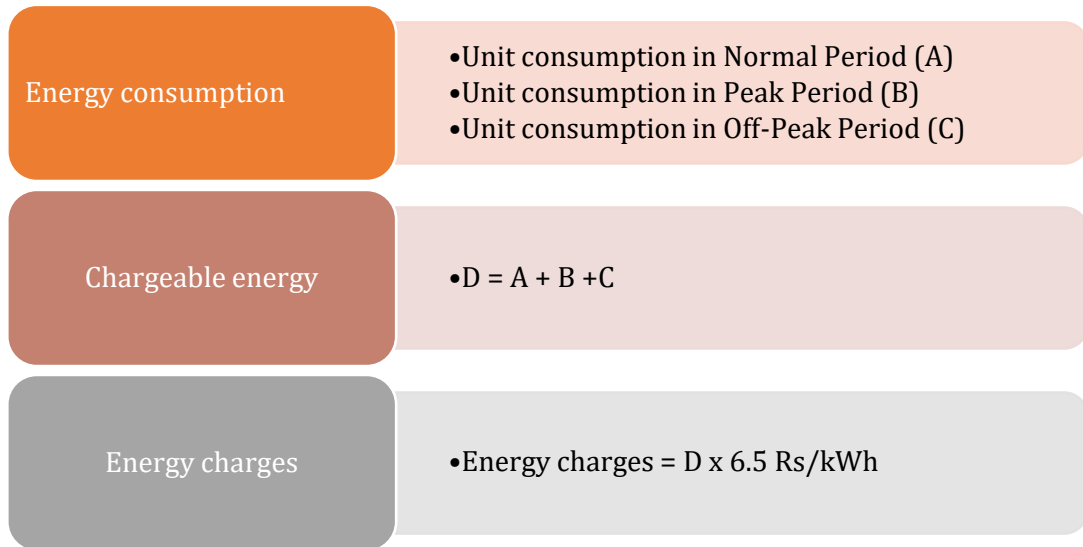 Energy consumption
•Unit consumption in Normal Period (A)
•Unit consumption in Peak Period (B)
•Unit consumption in Off-Peak Period (C)
Chargeable energy
•D = A + B +C
Energy charges
•Energy charges = D x 6.5 Rs/kWh